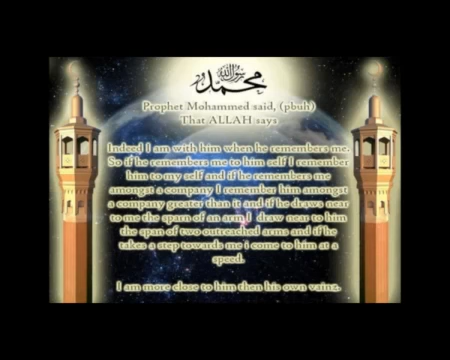 محمد رسول الله
Prophet Mohammed said, (pbuh)
That ALLAH says
Indeed I am with him when he remembers me.
So if he remembers me to him self I remember
him to my self and if he remembers me
amongst a company I remember him amongst
a company greater than it and if he draws near
to me the sparn of an arm I draw near to him
the span of two outreached arms and if he
takes a step towards me i come to him at a
speed.
I am more close to him then his own vainz.